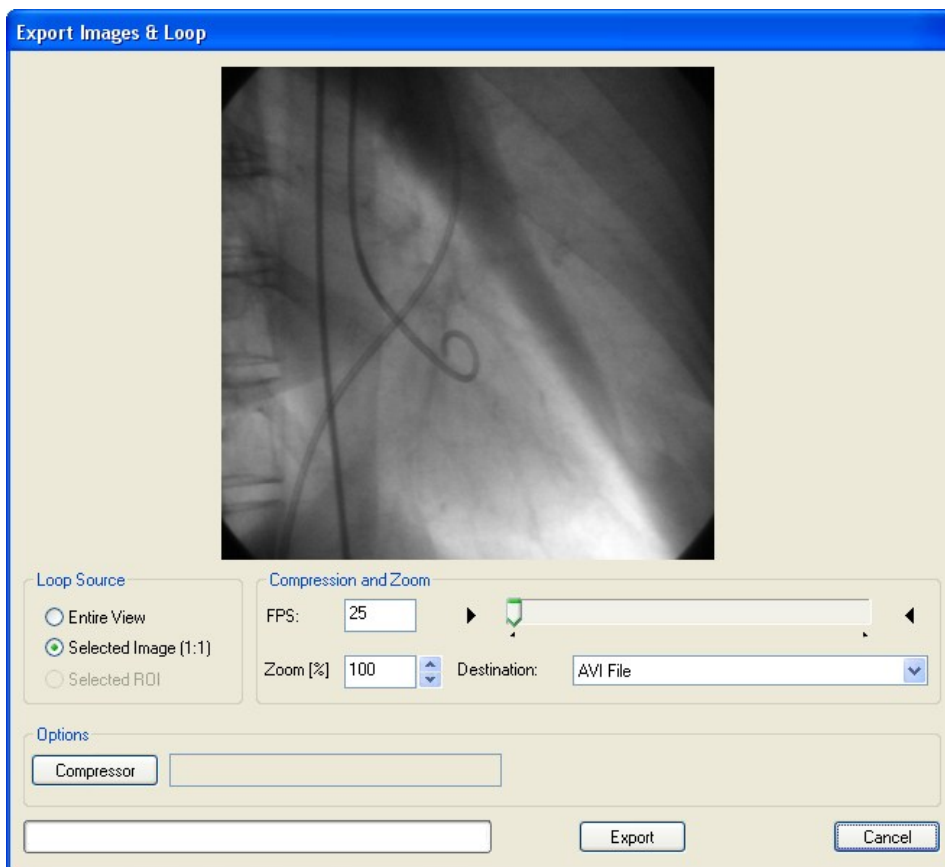 Export Images & Loop
Loop Source
Entire View
Selected Image (1:1)
Selected ROI
Compression and Zoom
FPS: 25
Zoom [%] 100 Destination: AVI File
Options
Compressor
Export Cancel